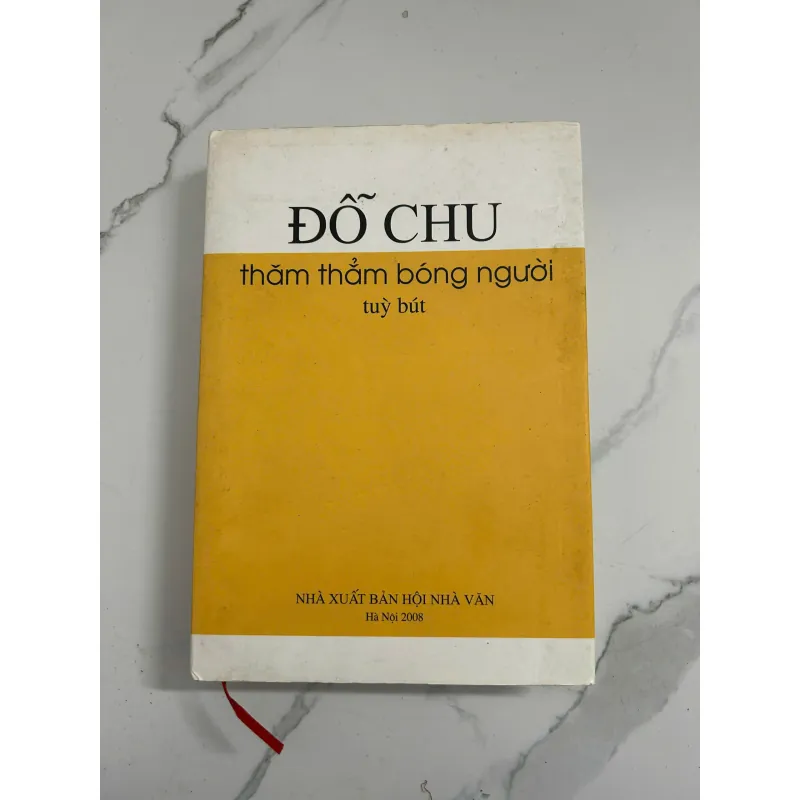 ĐỖ CHU
thăm thẳm bóng người
tuỳ bút
NHÀ XUẤT BẢN HỘI NHÀ VĂN
Hà Nội 2008